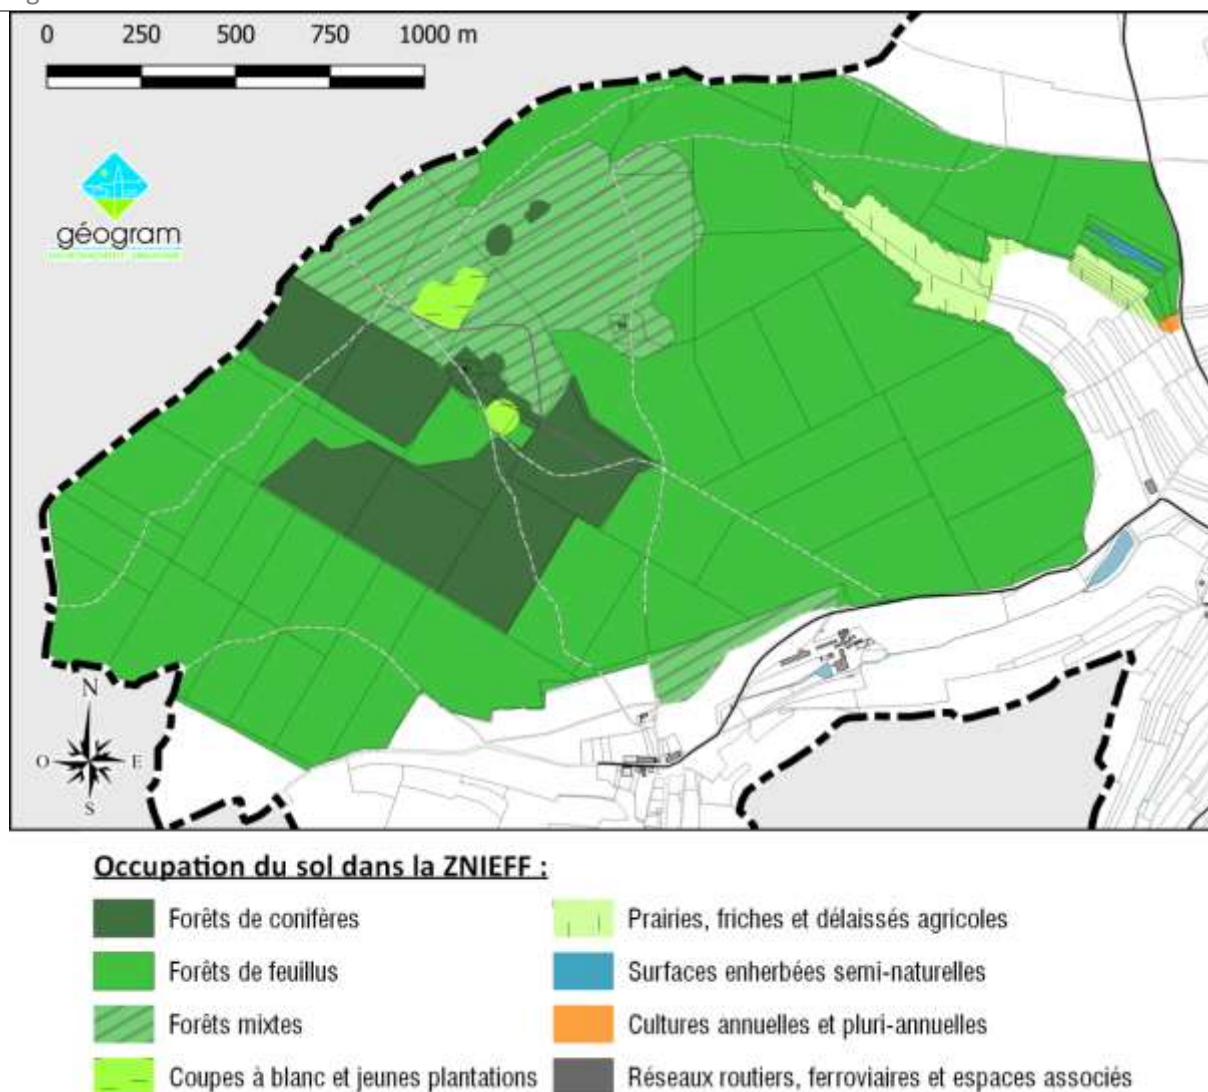 0 250 500 750 1000 m
géogram
N
O E
S
Occupation du sol dans la ZNIEFF :
Forêts de conifères
Prairies, friches et délaissés agricoles
Forêts de feuillus
Surfaces enherbées semi-naturelles
Forêts mixtes
Cultures annuelles et pluri-annuelles
Coupes à blanc et jeunes plantations
Réseaux routiers, ferroviaires et espaces associés